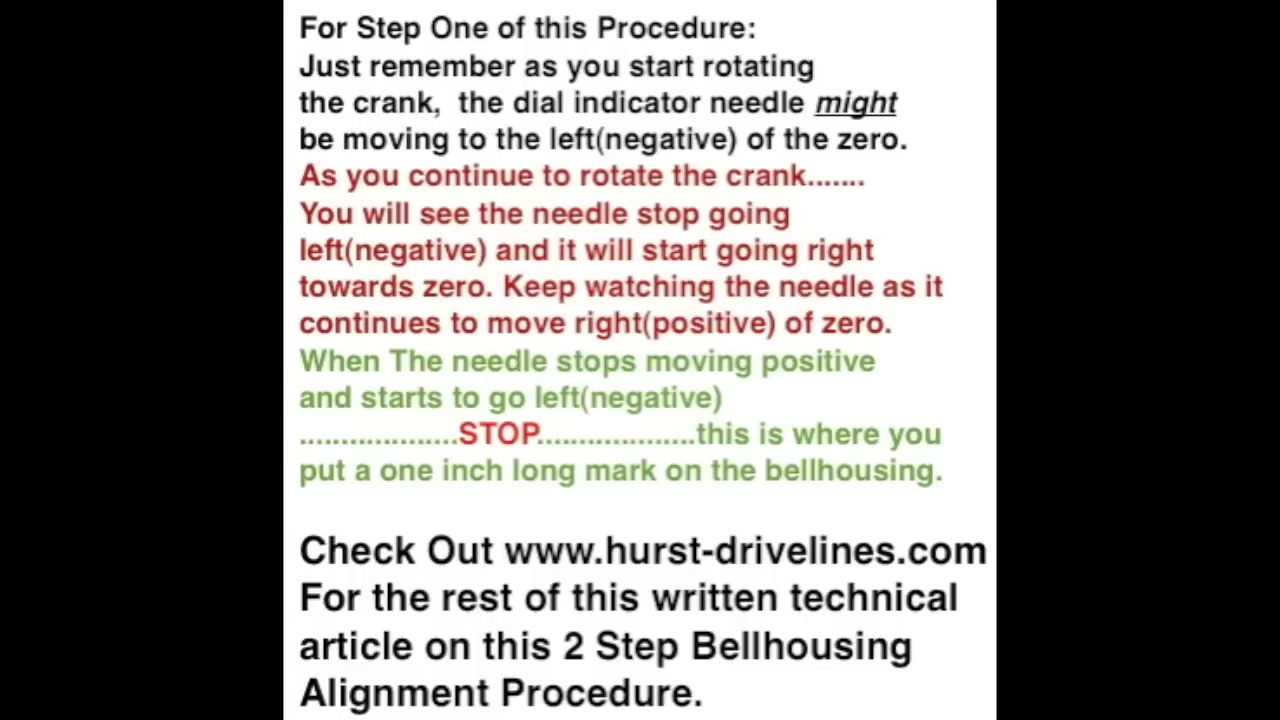 For Step One of this Procedure:
Just remember as you start rotating
the crank,  the dial indicator needle might
be moving to the left(negative) of the zero.
As you continue to rotate the crank.......
You will see the needle stop going
left(negative) and it will start going right
towards zero. Keep watching the needle as it
continues to move right(positive) of zero.
When The needle stops moving positive
and starts to go left(negative)
...................STOP...................this is where you
put a one inch long mark on the bellhousing.
Check Out www.hurst-drivelines.com
For the rest of this written technical
article on this 2 Step Bellhousing
Alignment Procedure.